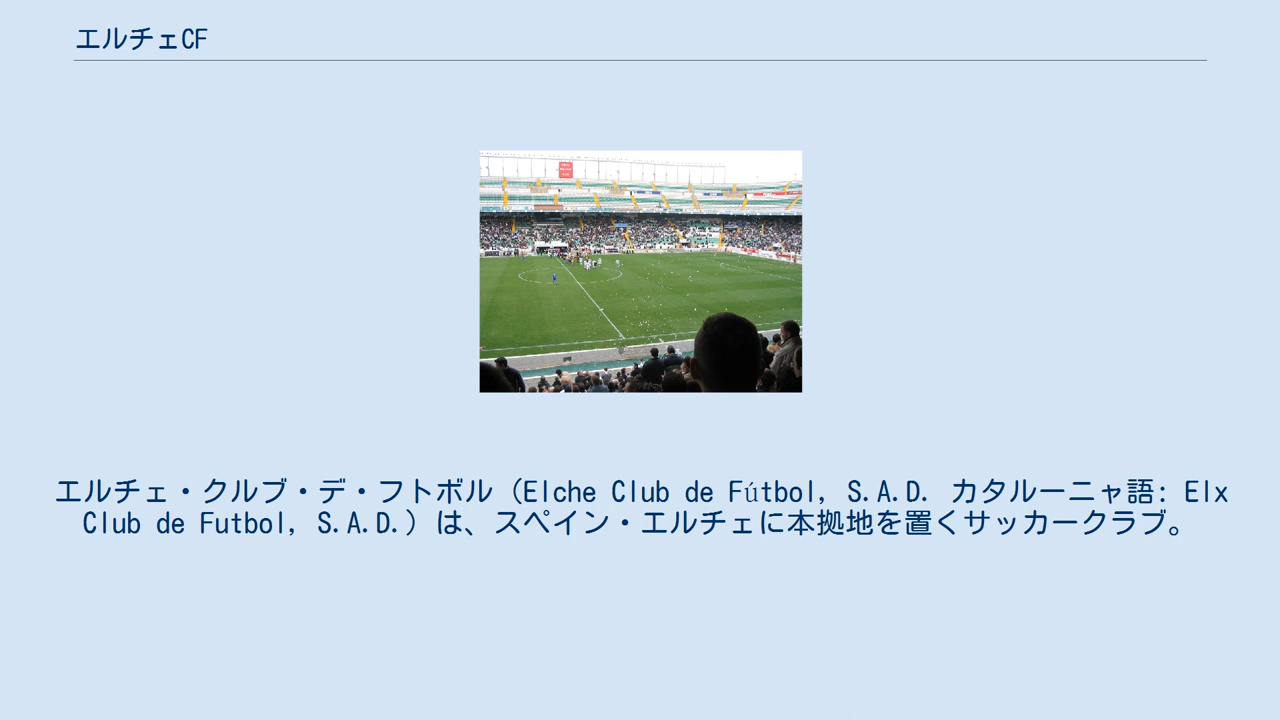 エルチェCF
エルチェ・クルブ・デ・フトボル（Elche Club de Fútbol, S.A.D. カタルーニャ語: Elx
Club de Futbol, S.A.D.）は、スペイン・エルチェに本拠地を置くサッカークラブ。